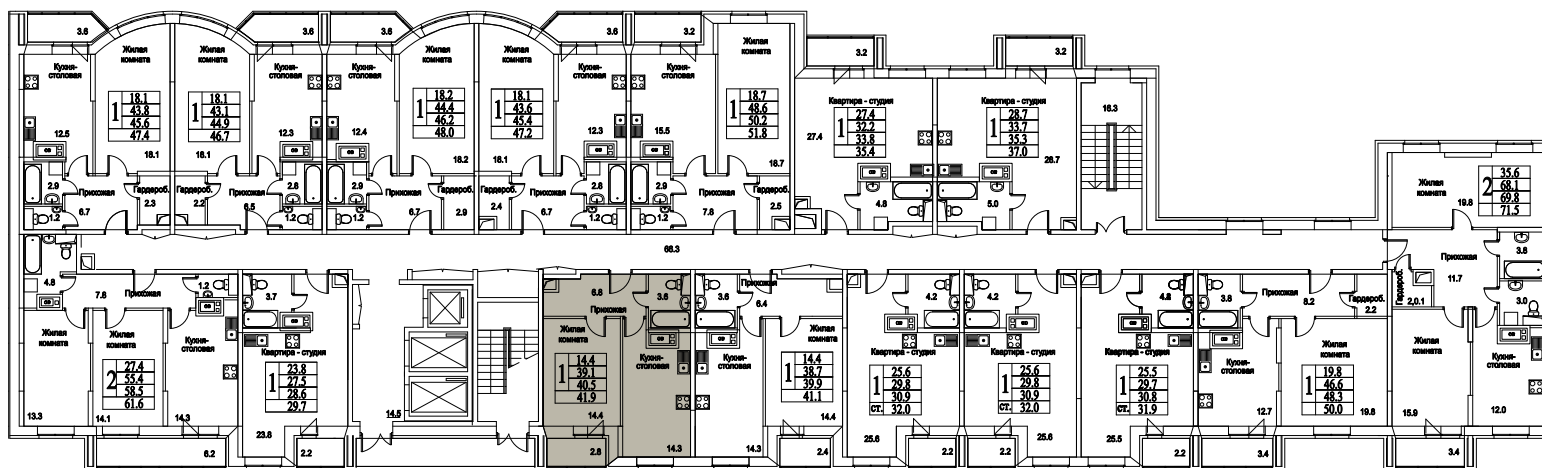 3.6
3.6
3.6
3.6
3.2
Жилая
комната
Жилая
комната
Жилая
комната
Жилая
комната
Жилая
комната
3.2
3.2
Кухня-
столовая
Кухня-
столовая
Кухня-
столовая
Кухня-
столовая
Кухня-
столовая
1
18.1
43.8
45.6
47.4
1
18.1
43.1
44.9
46.7
1
18.2
44.4
46.2
48.0
1
18.1
43.6
45.4
47.2
1
18.7
48.6
50.2
51.8
Квартира - студия
1
27.4
32.2
33.8
35.4
27.4
Квартира - студия
1
28.7
33.7
35.3
37.0
28.7
16.3
12.5
18.1
18.1
12.3
12.4
18.2
18.1
12.3
15.5
18.7
2.9
Прихожая
Гардероб.
1.2
6.7
2.3
Гардероб.
Прихожая
2.8
2.2
6.5
1.2
2.9
Прихожая
Гардероб.
1.2
6.7
2.9
Гардероб.
Прихожая
2.8
2.4
6.7
1.2
2.9
Прихожая
Гардероб.
1.2
7.8
2.5
4.8
5.0
Жилая
комната
19.8
2
35.6
68.1
69.8
71.5
68.3
Прихожая
11.7
3.6
Гардероб.
2.0.1
3.0
4.8
7.8
Прихожая
1.2
3.7
6.6
Прихожая
3.6
3.6
Прихожая
6.4
4.2
4.2
4.2
3.8
Прихожая
8.2
Гардероб.
2.2
Жилая
комната
Жилая
комната
Кухня-
столовая
2
27.4
55.4
58.5
61.6
13.3
14.1
14.3
6.2
Квартира - студия
1
23.8
27.5
28.6
29.7
23.8
2.2
14.5
Жилая
комната
Кухня-
столовая
1
14.4
39.1
40.5
41.9
14.4
14.3
2.8
Кухня-
столовая
Жилая
комната
1
14.4
38.7
39.9
41.1
14.3
14.4
2.4
Квартира - студия
1
ст.
25.6
29.8
30.9
32.0
25.6
2.2
Квартира - студия
1
ст.
25.6
29.8
30.9
32.0
25.6
2.2
Квартира - студия
1
ст.
25.5
29.7
30.8
31.9
25.5
2.2
Кухня-
столовая
Жилая
комната
1
19.8
46.6
48.3
50.0
12.7
19.8
3.4
Жилая
комната
Кухня-
столовая
15.9
12.0
3.4